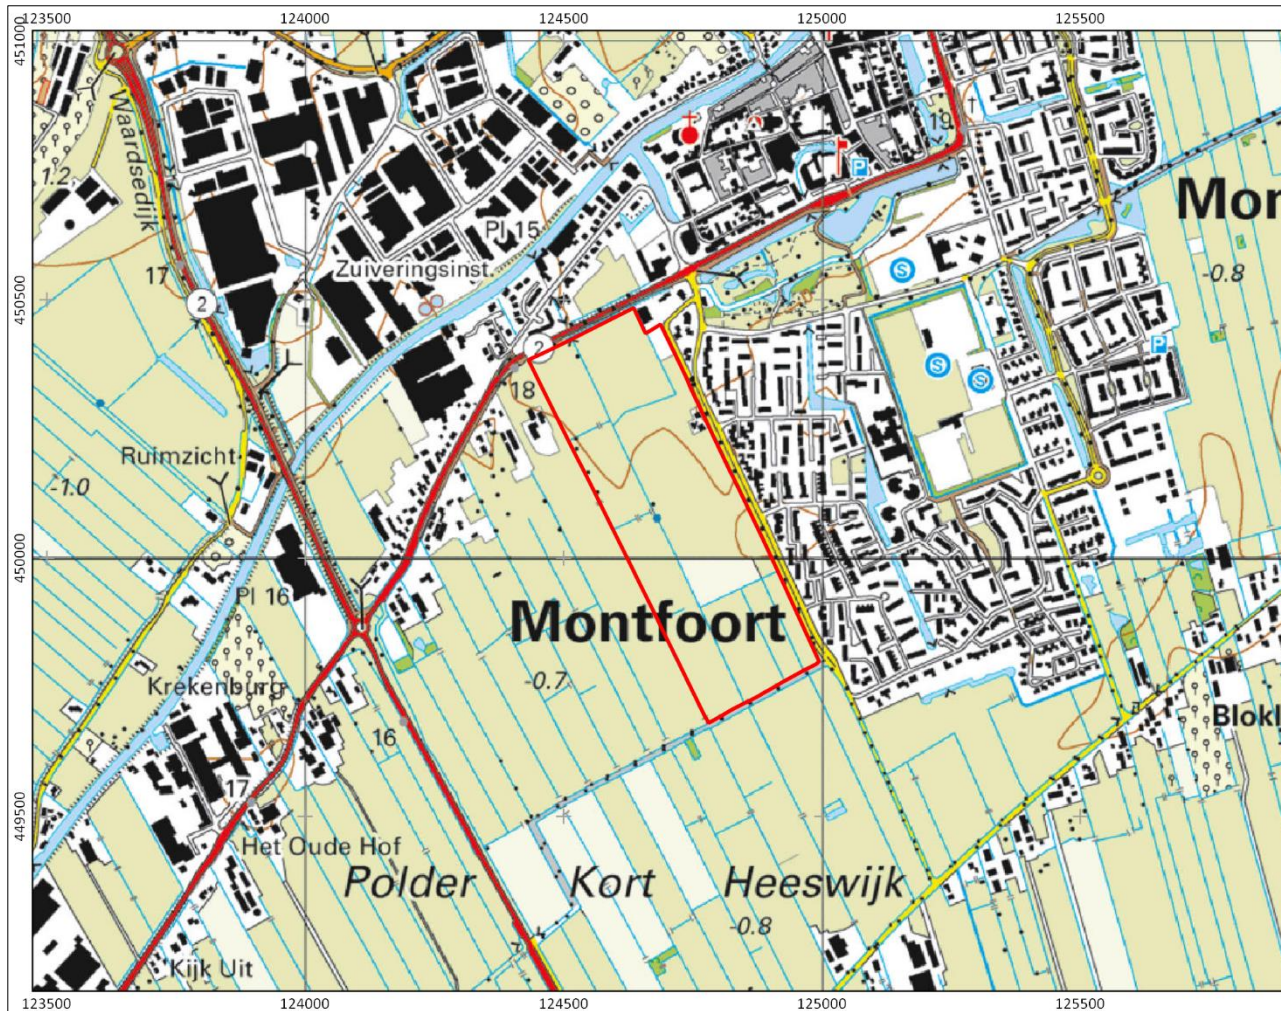 123500 124000 124500 125000 125500
451000
450500
450000
449500
Waardsedijk
1.2
19
P
Mon
Pl 15
17
Zuiveringsinst.
S
-0.8
2
2
P
S
S
18
Ruimzicht
-1.0
Pl 16
Montfoort
-0.7
Krekenburg
16
Blokl
17
Het Oude Hof
Polder Kort Heeswijk
-0.8
Kijk Uit
123500 124000 124500 125000 125500